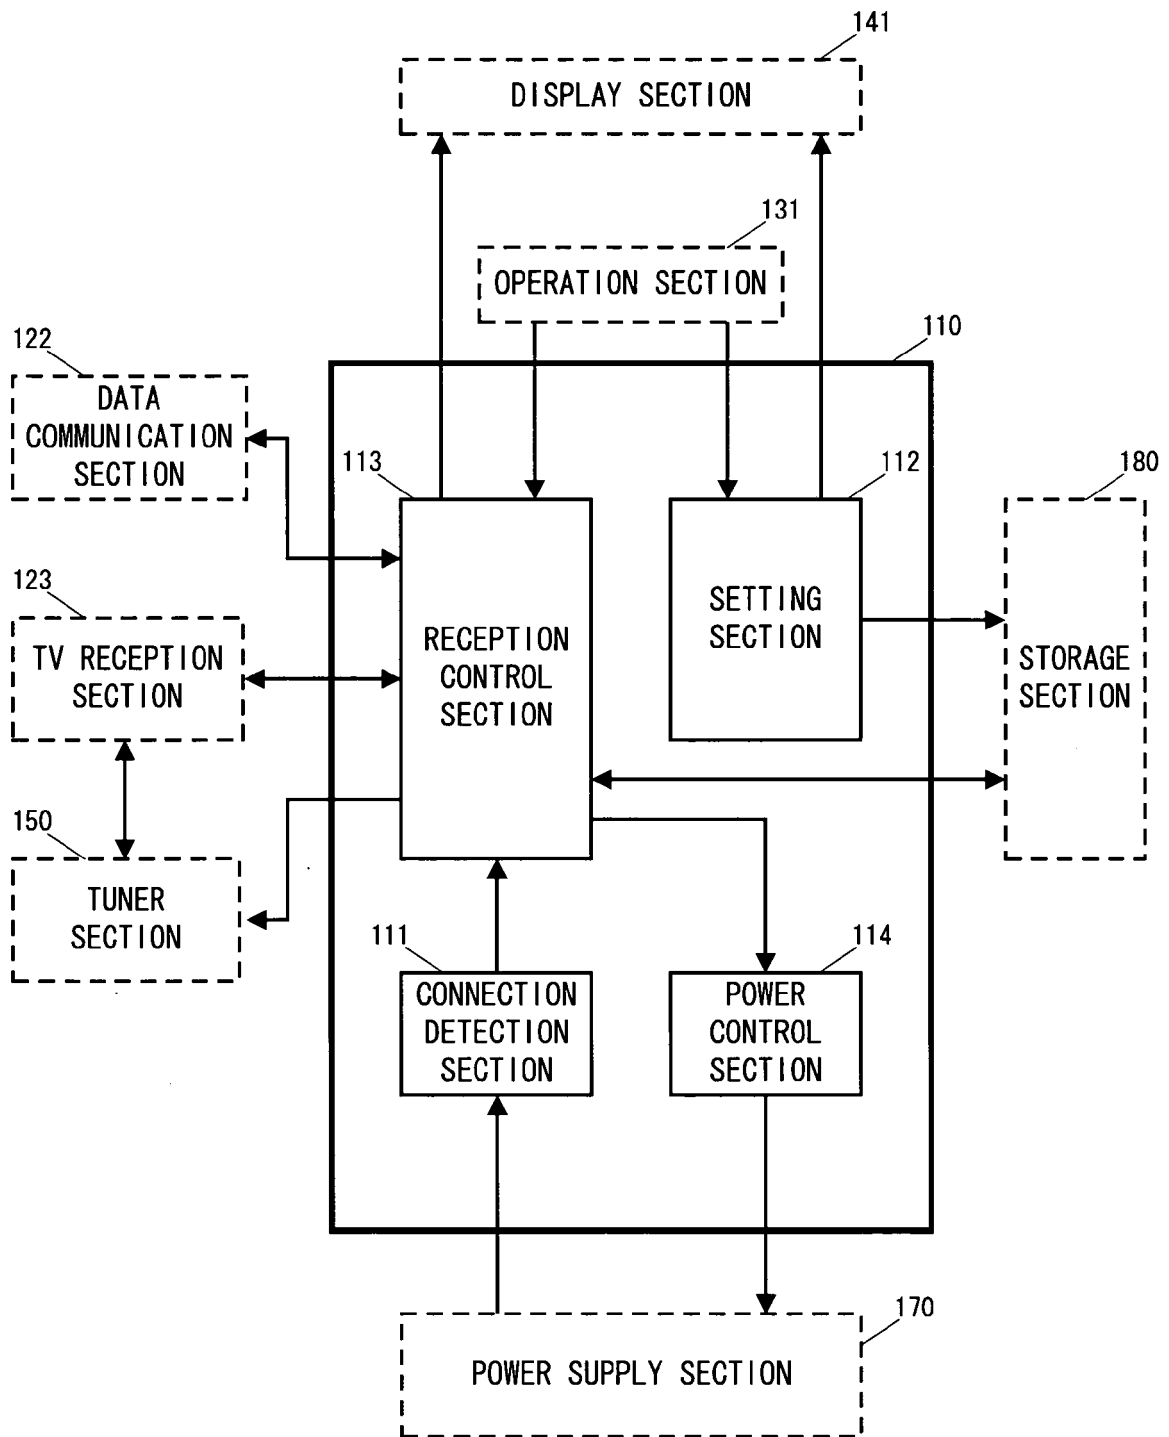 141
DISPLAY SECTION
131
OPERATION SECTION
110
122
DATA
COMMUNICATION
SECTION
113
112
180
RECEPTION
CONTROL
SECTION
SETTING
SECTION
STORAGE
SECTION
123
TV RECEPTION
SECTION
150
TUNER
SECTION
111
CONNECTION
DETECTION
SECTION
114
POWER
CONTROL
SECTION
170
POWER SUPPLY SECTION